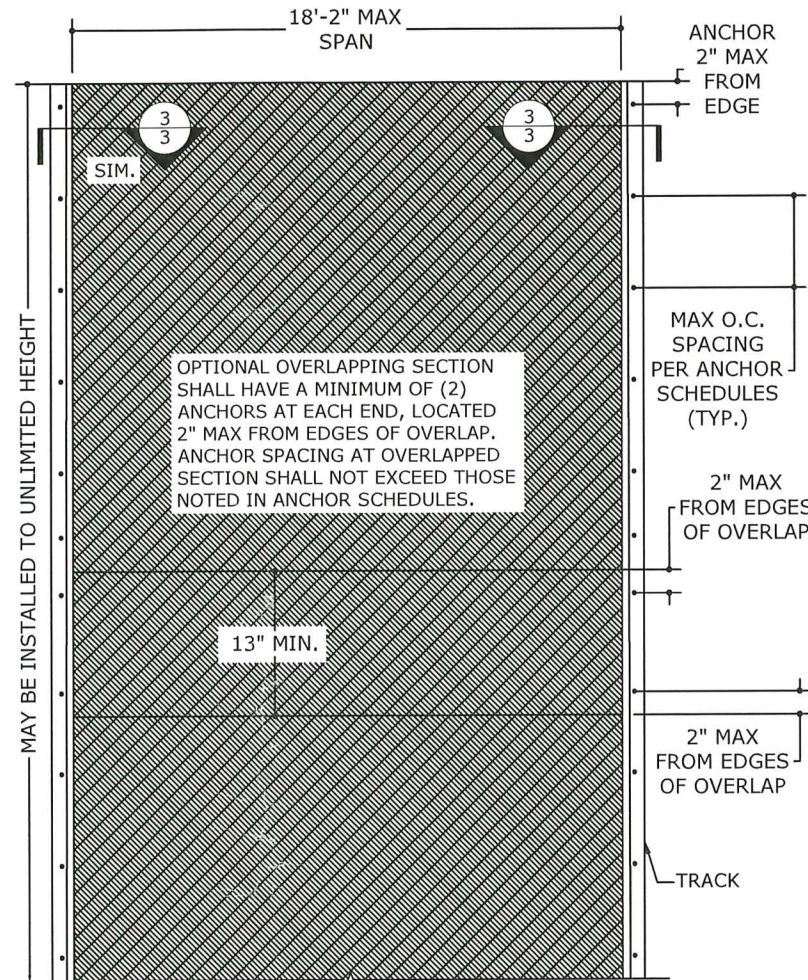 18'-2" MAX
SPAN
ANCHOR
2" MAX
FROM
EDGE
3
3
3
3
SIM.
MAX O.C.
SPACING
PER ANCHOR
SCHEDULES
(TYP.)
MAY BE INSTALLED TO UNLIMITED HEIGHT
OPTIONAL OVERLAPPING SECTION
SHALL HAVE A MINIMUM OF (2)
ANCHORS AT EACH END, LOCATED
2" MAX FROM EDGES OF OVERLAP.
ANCHOR SPACING AT OVERLAPPED
SECTION SHALL NOT EXCEED THOSE
NOTED IN ANCHOR SCHEDULES.
2" MAX
FROM EDGES
OF OVERLAP
13" MIN.
2" MAX
FROM EDGES
OF OVERLAP
TRACK